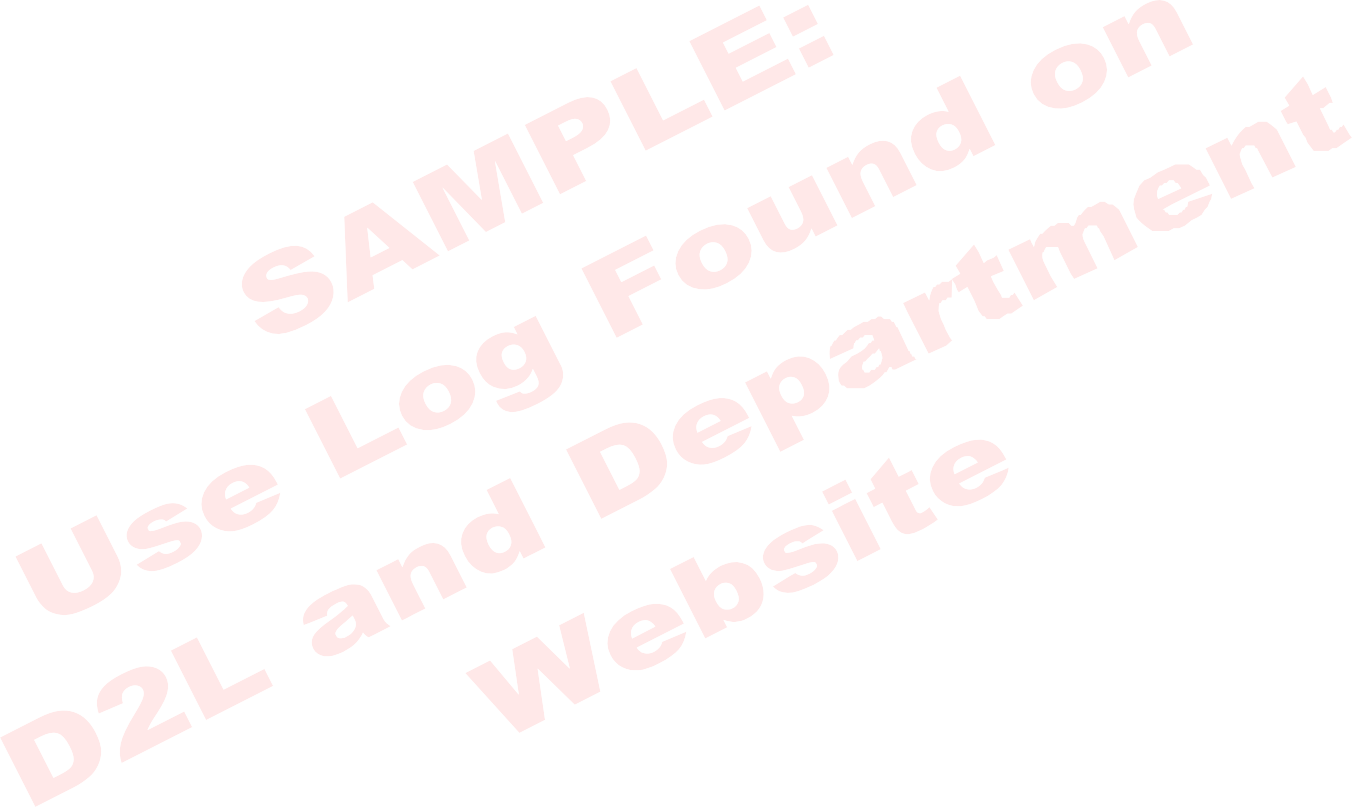 SAMPLE:
Use Log Found on
D2L and Department
Website